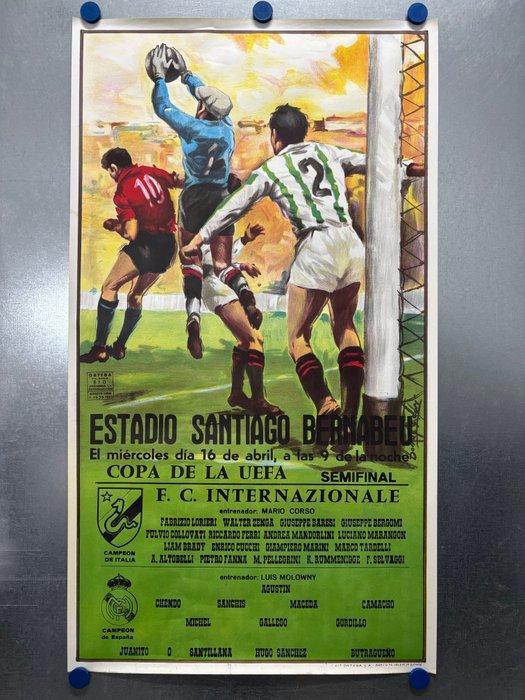 10
2
ORTEGA
ESTADIO SANTIAGO BERNABEU
El miércoles día 16 de abril, a las 9 de la noche
COPA DE LA UEFA SEMIFINAL
F. C. INTERNAZIONALE
entrenador: MARIO CORSO
FABRIZIO LORIERI WALTER ZENGA GIUSEPPE BARESI GIUSEPPE BERGOMI
FULVIO COLLOVATI RICCARDO FERRI ANDREA MANDORLINI LUCIANO MARANGON
LIAM BRADY ENRICO CUCCHI GIAMPIERO MARINI MARCO TARDELLI
A. ALTOBELLI PIETRO FANNA M. PELLEGRINI K. RUMMENIGGE F. SELVAGGI
CAMPEON
DE ITALIA
entrenador: LUIS MOLOWNY
AGUSTIN
CHENDO SANCHIS MACEDA CAMACHO
MICHEL GALLEGO GORDILLO
JUANITO O SANTILLANA HUGO SANCHEZ BUTRAGUEÑO
CAMPEON
de España